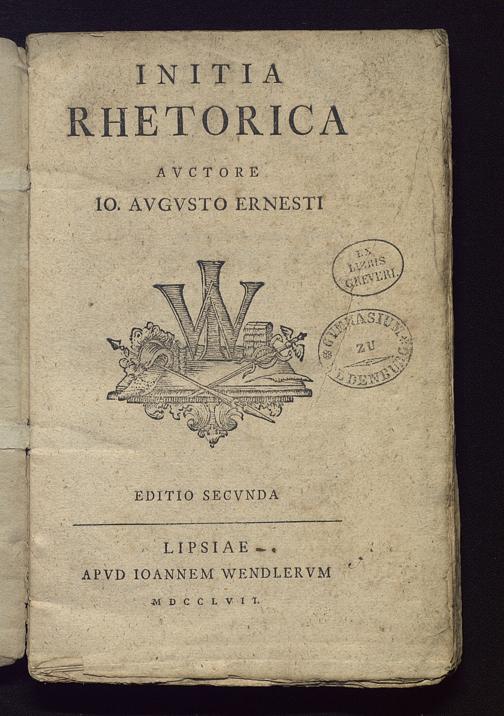 INITIA
RHETORICA
AVCTORE
IO. AVGVSTO ERNESTI
IW
EX
LIBRIS
GREVERI.
GYMNASIUM
ZU
OLDENBURG
EDITIO SECVNDA
LIPSIAE
APVD IOANNEM WENDLERVM
MDCCLVII.